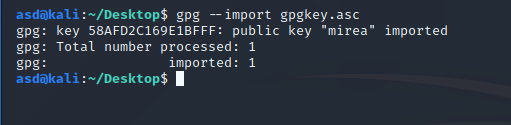 asd@kali:~/Desktop$ gpg --import gpgkey.asc
gpg: key 58AFD2C169E1BFFF: public key "mirea" imported
gpg: Total number processed: 1
gpg:               imported: 1
asd@kali:~/Desktop$